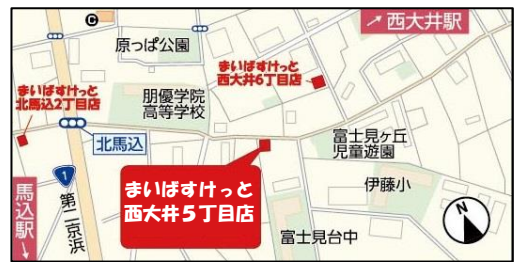 C
原っぱ公園
↗西大井駅
まいばすけっと
西大井6丁目店
まいばすけっと
北馬込2丁目店
朋優学院
高等学校
北馬込
富士見ヶ丘
児童遊園
1
まいばすけっと
西大井5丁目店
伊藤小
馬込駅↓
第二京浜
富士見台中
N